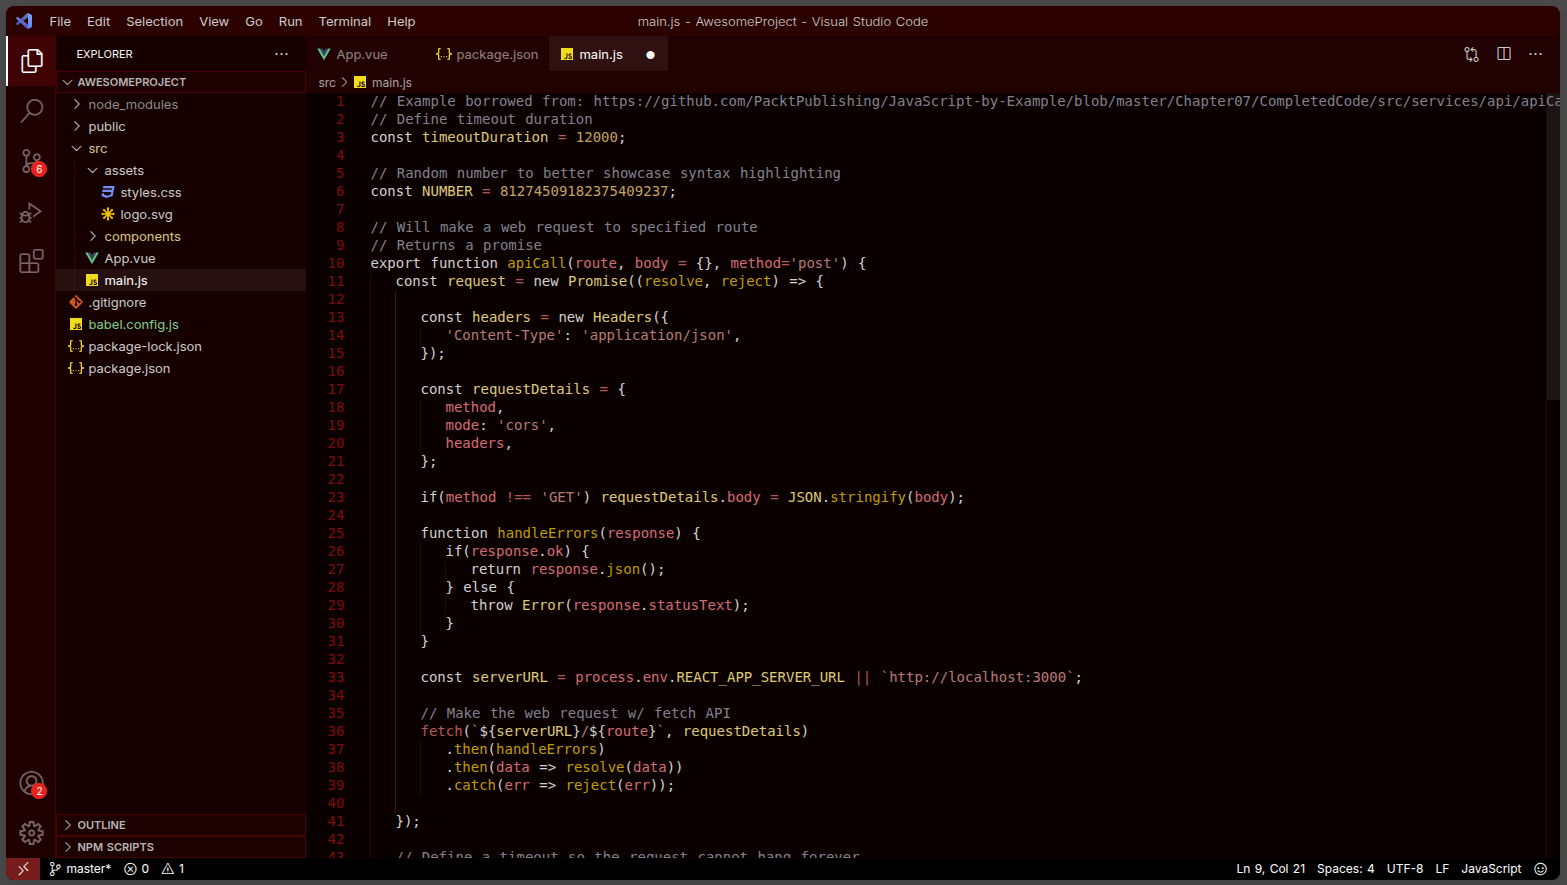 File Edit Selection View Go Run Terminal Help
main.js - AwesomeProject - Visual Studio Code
EXPLORER
App.vue
package.json
main.js
AWESOMEPROJECT
node_modules
public
src
assets
styles.css
logo.svg
components
App.vue
main.js
.gitignore
babel.config.js
package-lock.json
package.json
OUTLINE
NPM SCRIPTS
6
2
src > main.js
1 // Example borrowed from: https://github.com/PacktPublishing/JavaScript-by-Example/blob/master/Chapter07/CompletedCode/src/services/api/apiCa
2 // Define timeout duration
3 const timeoutDuration = 12000;
4
5 // Random number to better showcase syntax highlighting
6 const NUMBER = 81274509182375409237;
7
8 // Will make a web request to specified route
9 // Returns a promise
10 export function apiCall(route, body = {}, method='post') {
11 const request = new Promise((resolve, reject) => {
12
13 const headers = new Headers({
14 'Content-Type': 'application/json',
15 });
16
17 const requestDetails = {
18 method,
19 mode: 'cors',
20 headers,
21 };
22
23 if(method !== 'GET') requestDetails.body = JSON.stringify(body);
24
25 function handleErrors(response) {
26 if(response.ok) {
27 return response.json();
28 } else {
29 throw Error(response.statusText);
30 }
31 }
32
33 const serverURL = process.env.REACT_APP_SERVER_URL || `http://localhost:3000`;
34
35 // Make the web request w/ fetch API
36 fetch(`${serverURL}/${route}`, requestDetails)
37 .then(handleErrors)
38 .then(data => resolve(data))
39 .catch(err => reject(err));
40
41 });
42
43 // Define a timeout so the request cannot hang forever
master* 0 1
Ln 9, Col 21 Spaces: 4 UTF-8 LF JavaScript